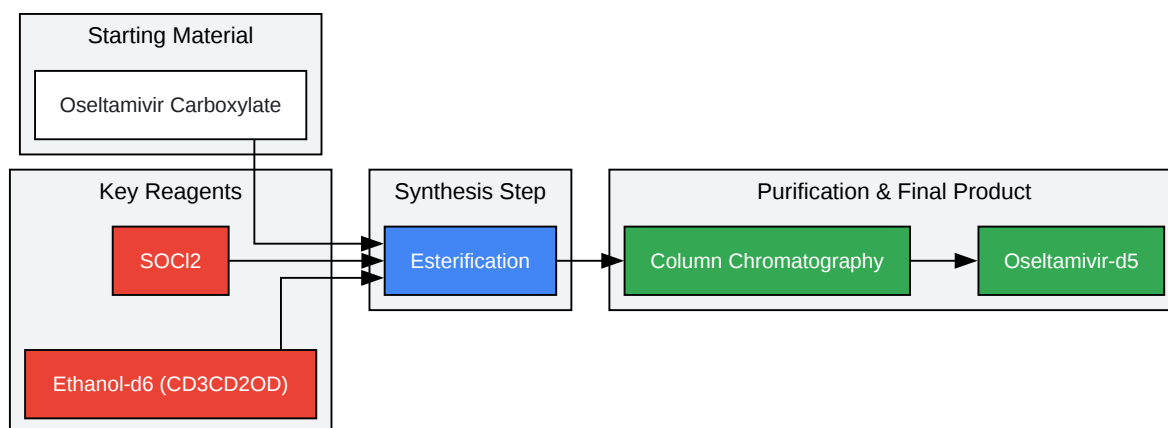 Starting Material
Oseltamivir Carboxylate
Key Reagents
SOCl2
Ethanol-d6 (CD3CD2OD)
Synthesis Step
Esterification
Purification & Final Product
Column Chromatography
Oseltamivir-d5